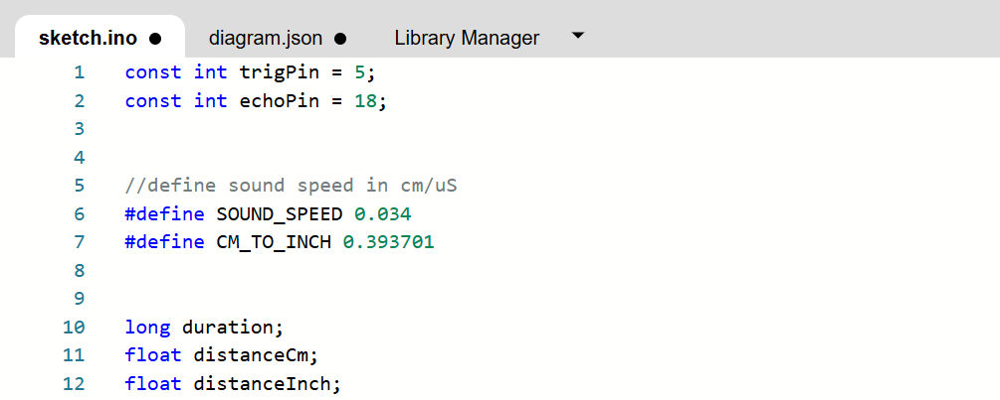 sketch.ino ● diagram.json ● Library Manager
1 const int trigPin = 5;
2 const int echoPin = 18;
3
4
5 //define sound speed in cm/uS
6 #define SOUND_SPEED 0.034
7 #define CM_TO_INCH 0.393701
8
9
10 long duration;
11 float distanceCm;
12 float distanceInch;